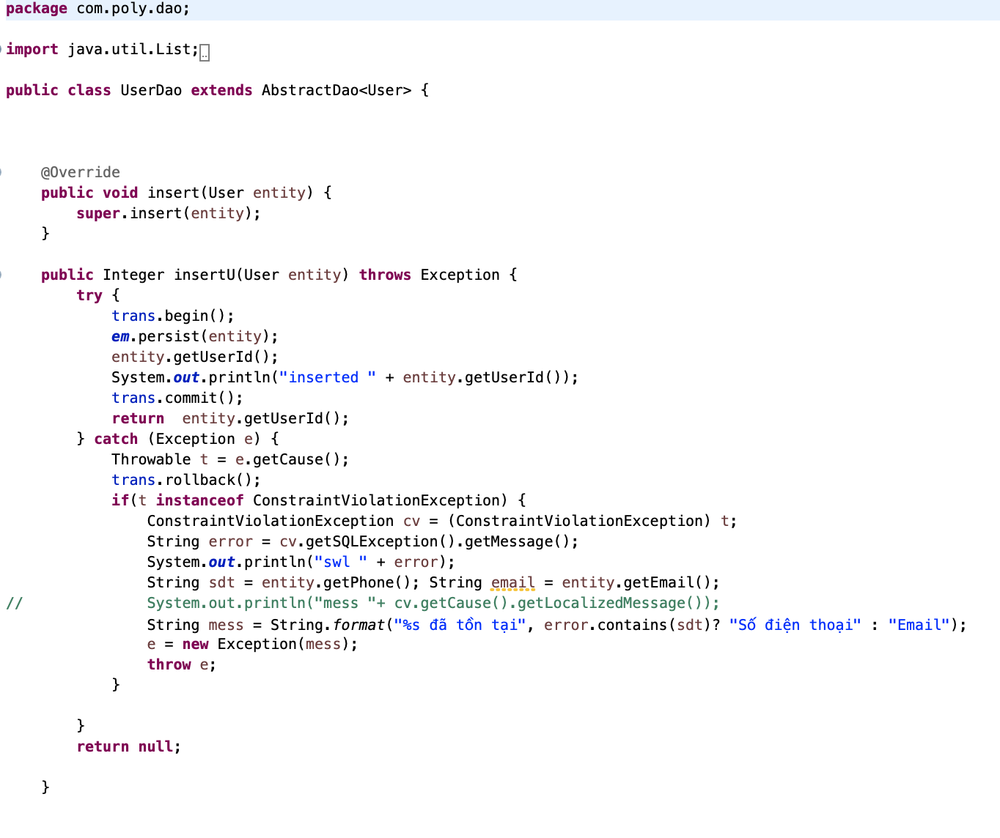 package com.poly.dao;
import java.util.List;
public class UserDao extends AbstractDao<User> {
@Override
public void insert(User entity) {
super.insert(entity);
}
public Integer insertU(User entity) throws Exception {
try {
trans.begin();
em.persist(entity);
entity.getUserId();
System.out.println("inserted " + entity.getUserId());
trans.commit();
return  entity.getUserId();
} catch (Exception e) {
Throwable t = e.getCause();
trans.rollback();
if(t instanceof ConstraintViolationException) {
ConstraintViolationException cv = (ConstraintViolationException) t;
String error = cv.getSQLException().getMessage();
System.out.println("swl " + error);
String sdt = entity.getPhone(); String email = entity.getEmail();
//              System.out.println("mess "+ cv.getCause().getLocalizedMessage());
String mess = String.format("%s đã tồn tại", error.contains(sdt)? "Số điện thoại" : "Email");
e = new Exception(mess);
throw e;
}
}
return null;
}